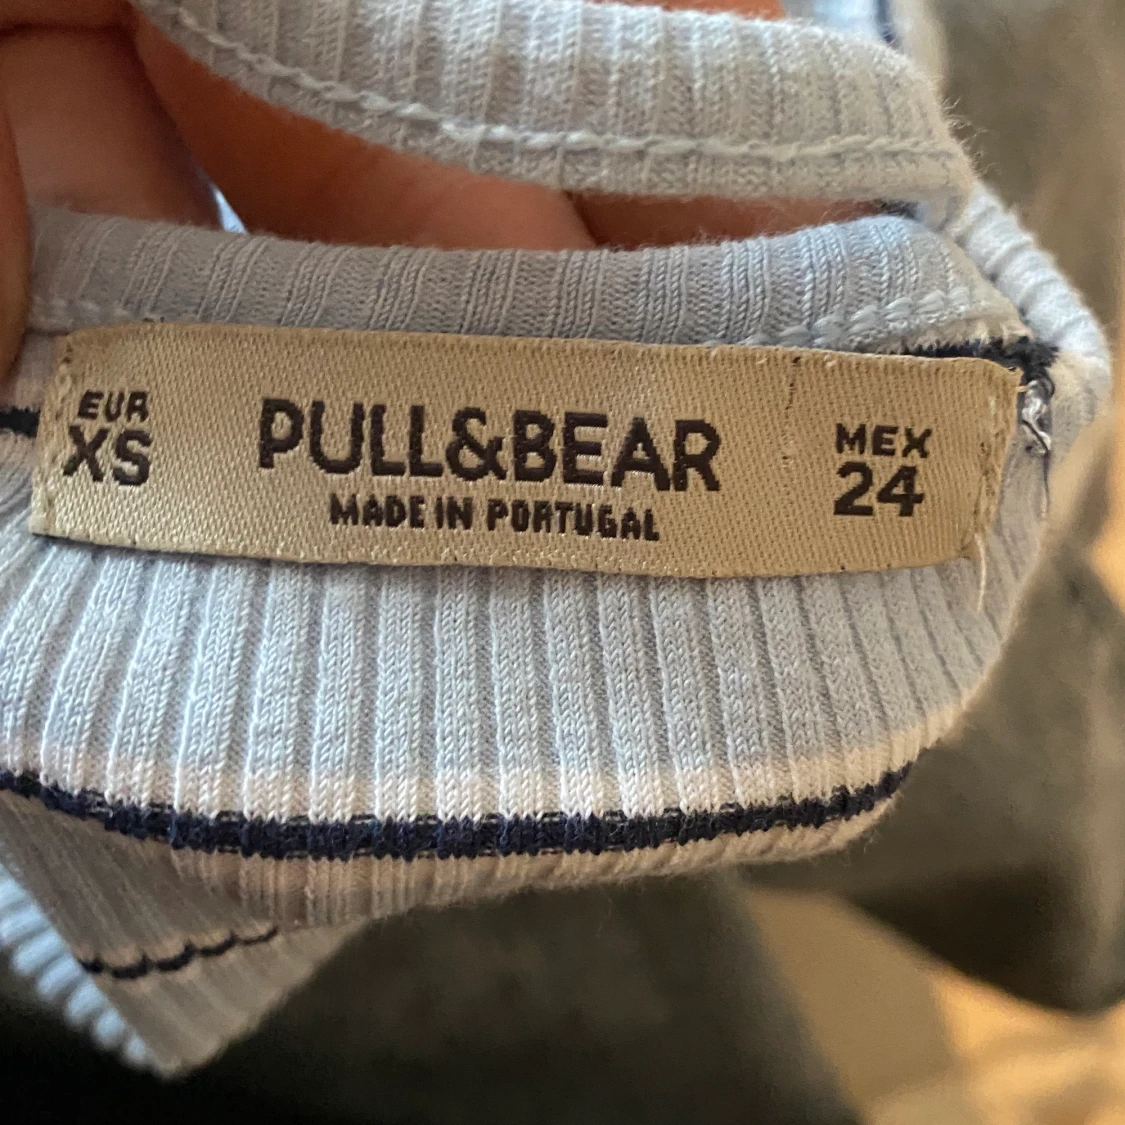 EUR
XS
PULL&BEAR
MADE IN PORTUGAL
MEX
24